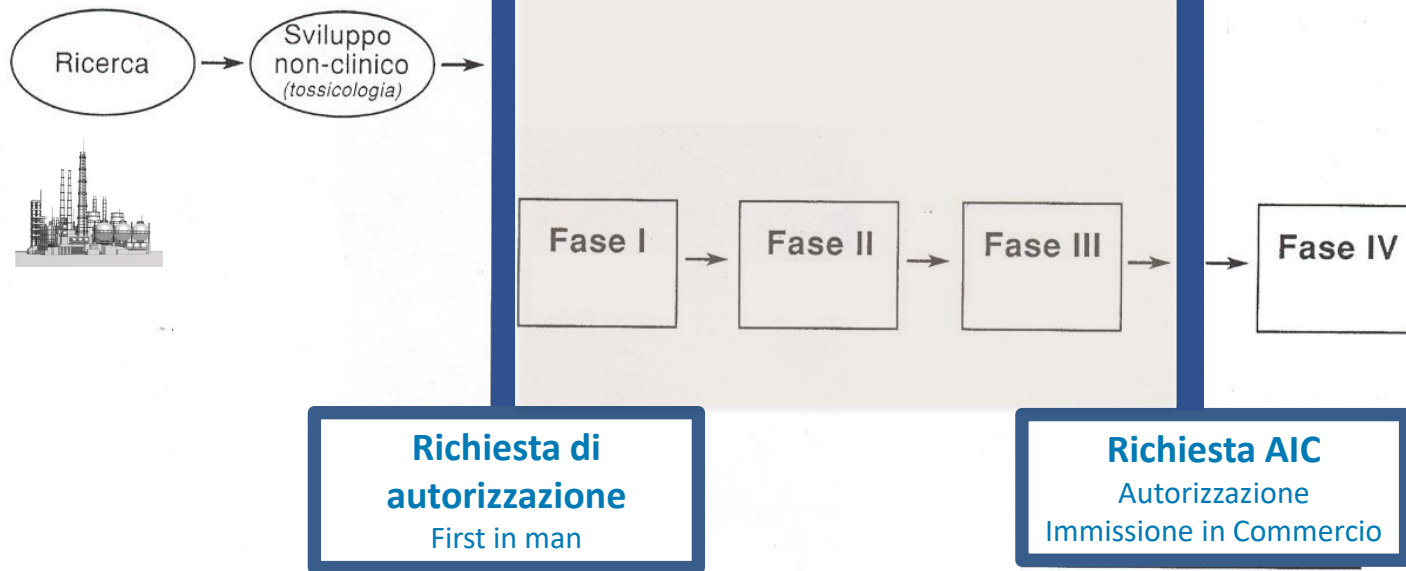 Ricerca
Sviluppo
non-clinico
(tossicologia)
Fase I
Fase II
Fase III
Fase IV
Richiesta di
autorizzazione
First in man
Richiesta AIC
Autorizzazione
Immissione in Commercio